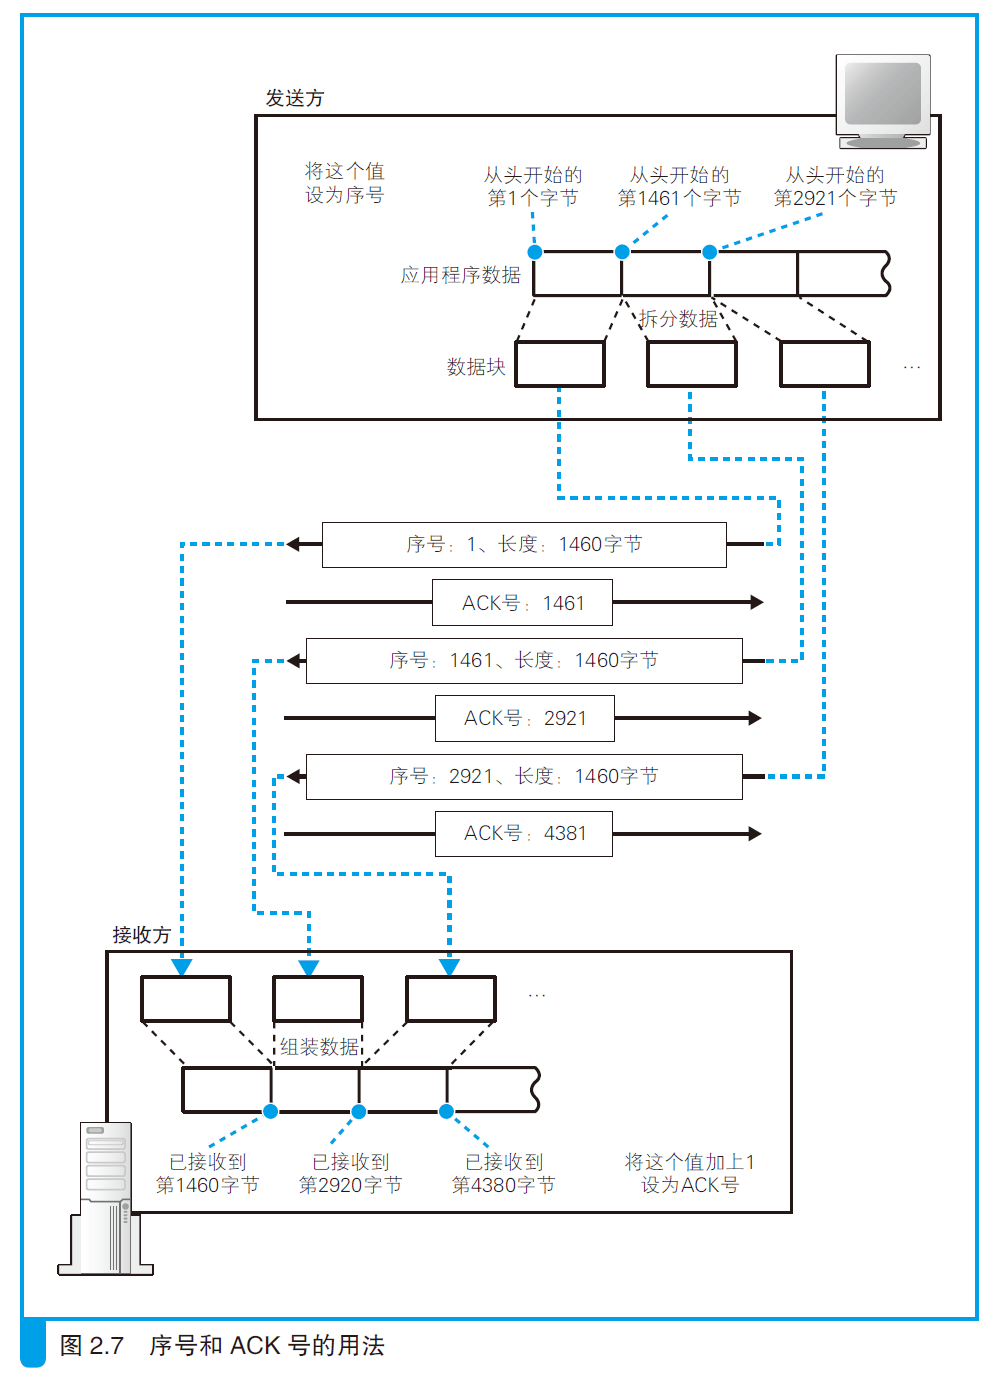 发送方
将这个值
设为序号
从头开始的
第1个字节
从头开始的
第1461个字节
从头开始的
第2921个字节
应用程序数据
拆分数据
数据块
…
序号：1、长度：1460字节
ACK号：1461
序号：1461、长度：1460字节
ACK号：2921
序号：2921、长度：1460字节
ACK号：4381
接收方
…
组装数据
已接收到
第1460字节
已接收到
第2920字节
已接收到
第4380字节
将这个值加上1
设为ACK号
图 2.7 序号和 ACK 号的用法